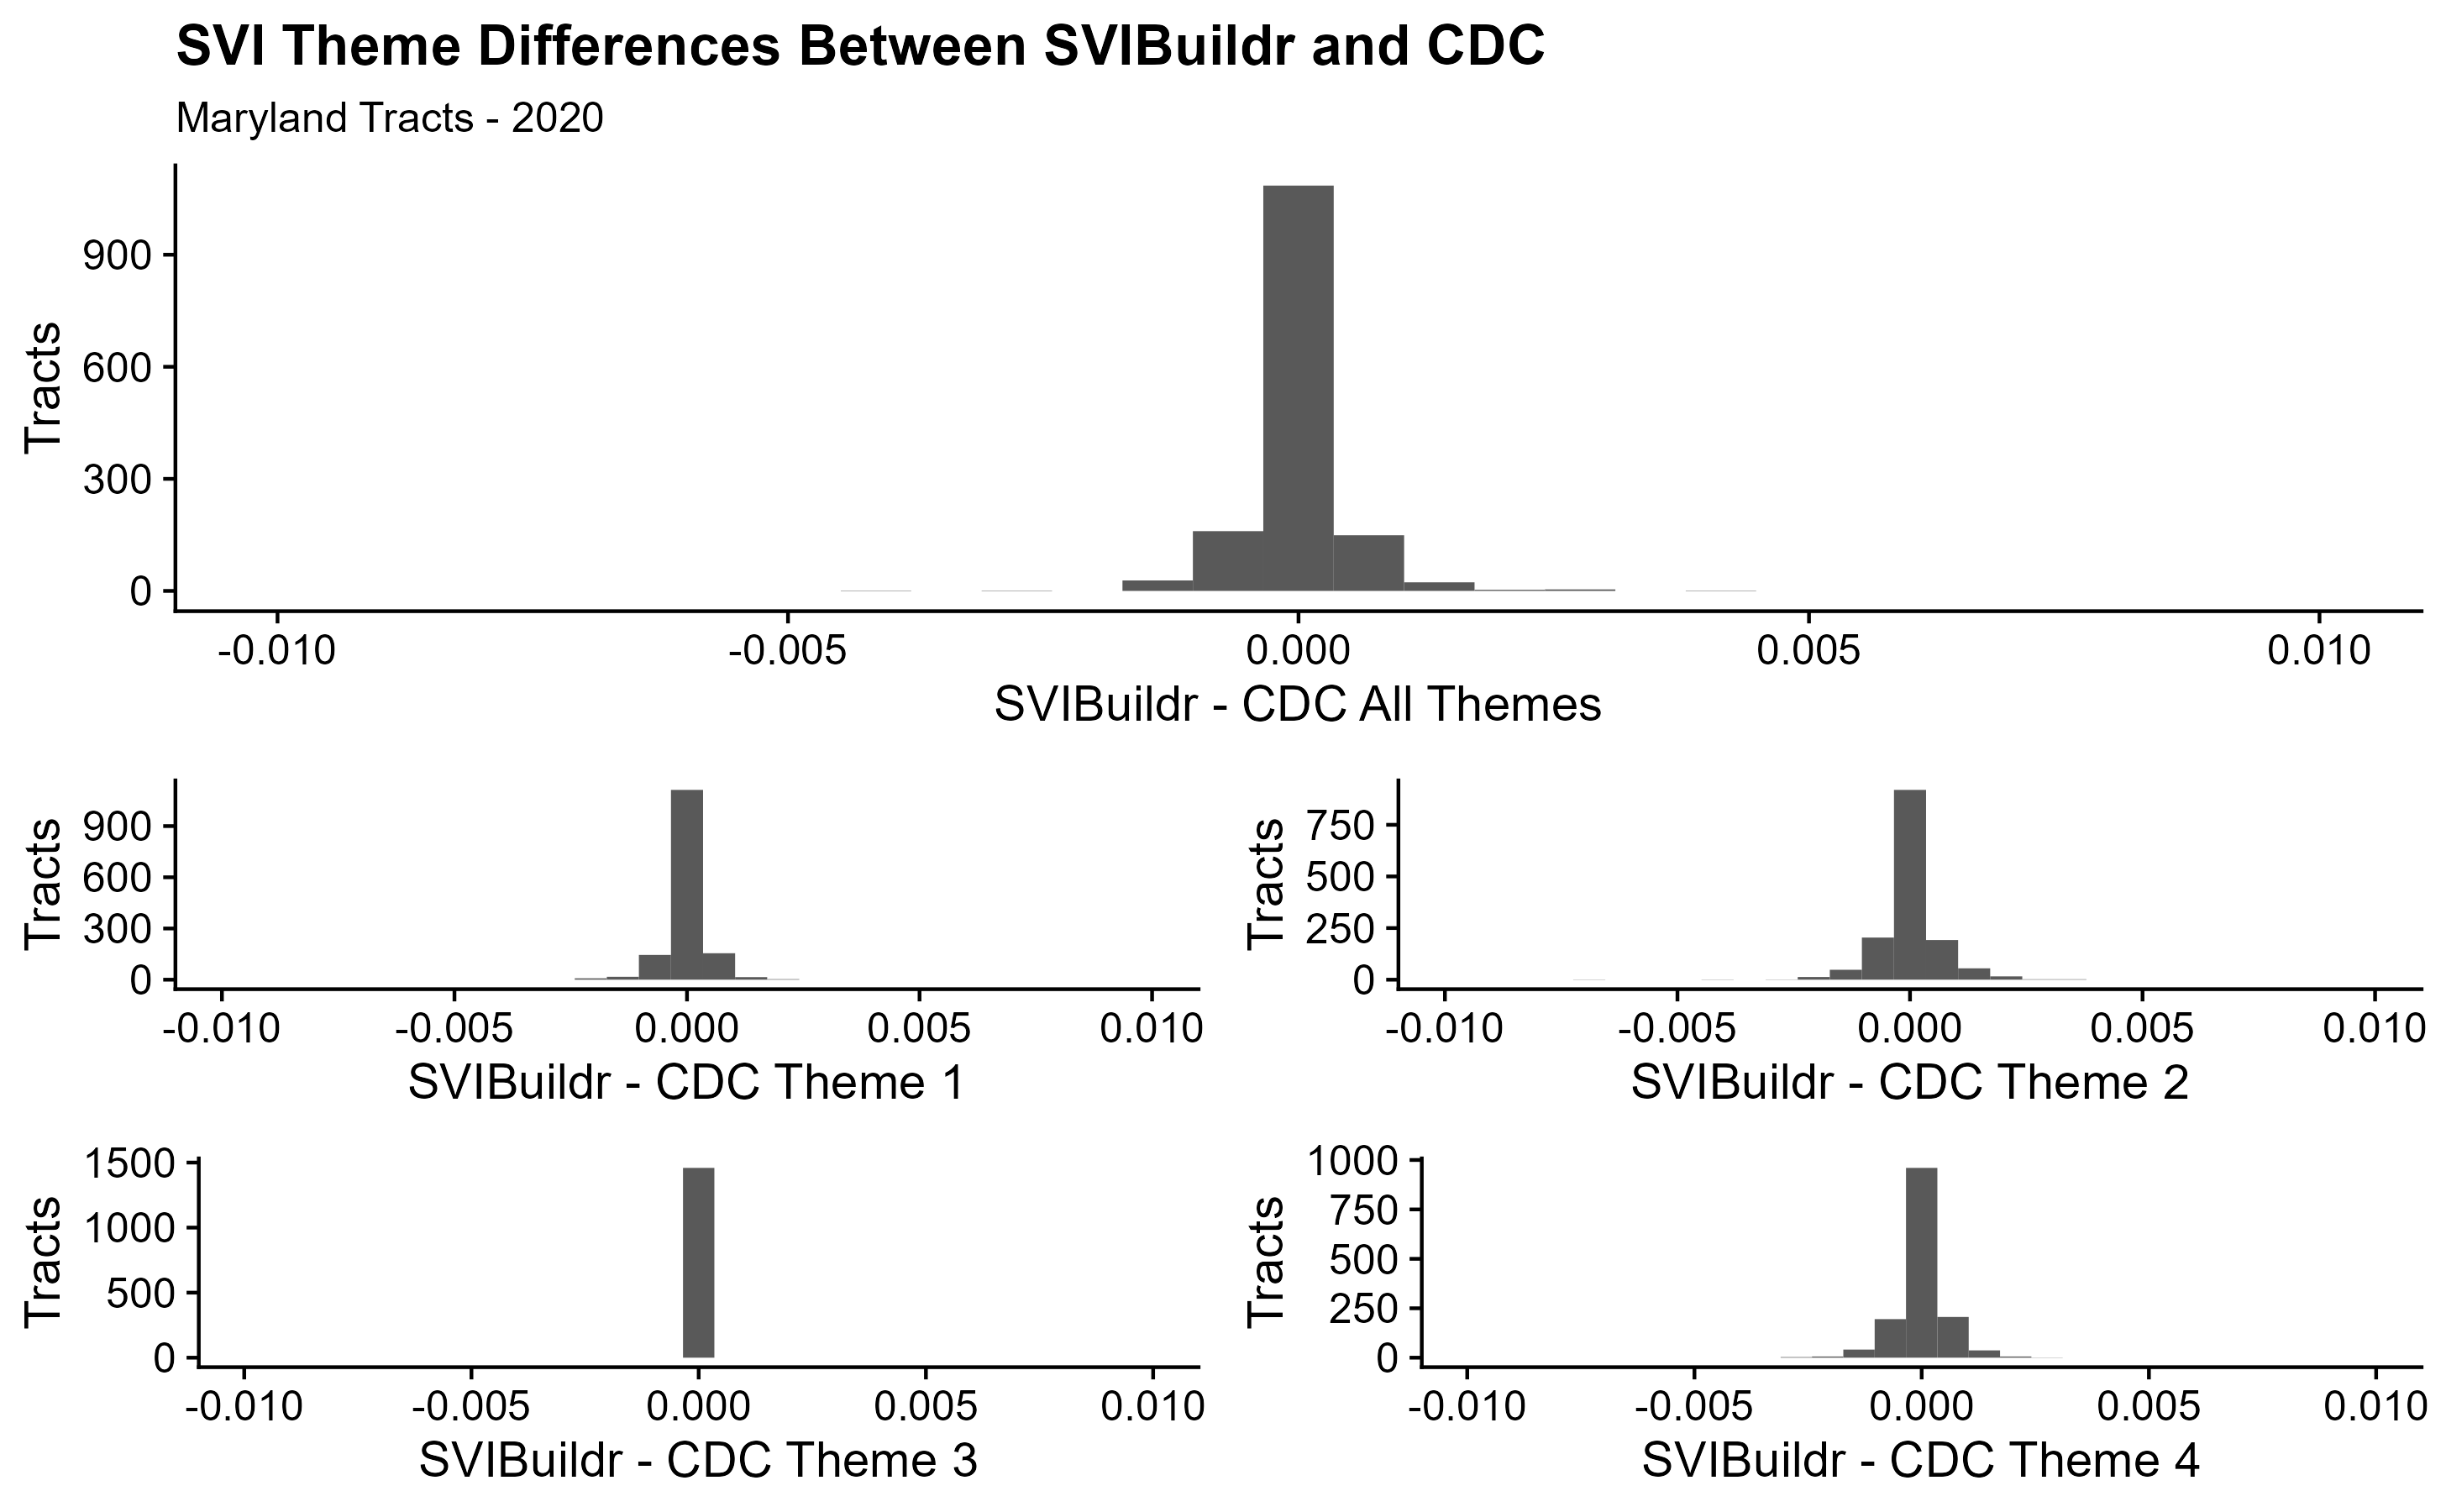 SVI Theme Differences Between SVIBuildr and CDC
Maryland Tracts - 2020
Tracts
900
600
300
0
-0.010 -0.005 0.000 0.005 0.010
SVIBuildr - CDC All Themes
Tracts
900
600
300
0
-0.010 -0.005 0.000 0.005 0.010
SVIBuildr - CDC Theme 1
Tracts
750
500
250
0
-0.010 -0.005 0.000 0.005 0.010
SVIBuildr - CDC Theme 2
Tracts
1500
1000
500
0
-0.010 -0.005 0.000 0.005 0.010
SVIBuildr - CDC Theme 3
Tracts
1000
750
500
250
0
-0.010 -0.005 0.000 0.005 0.010
SVIBuildr - CDC Theme 4